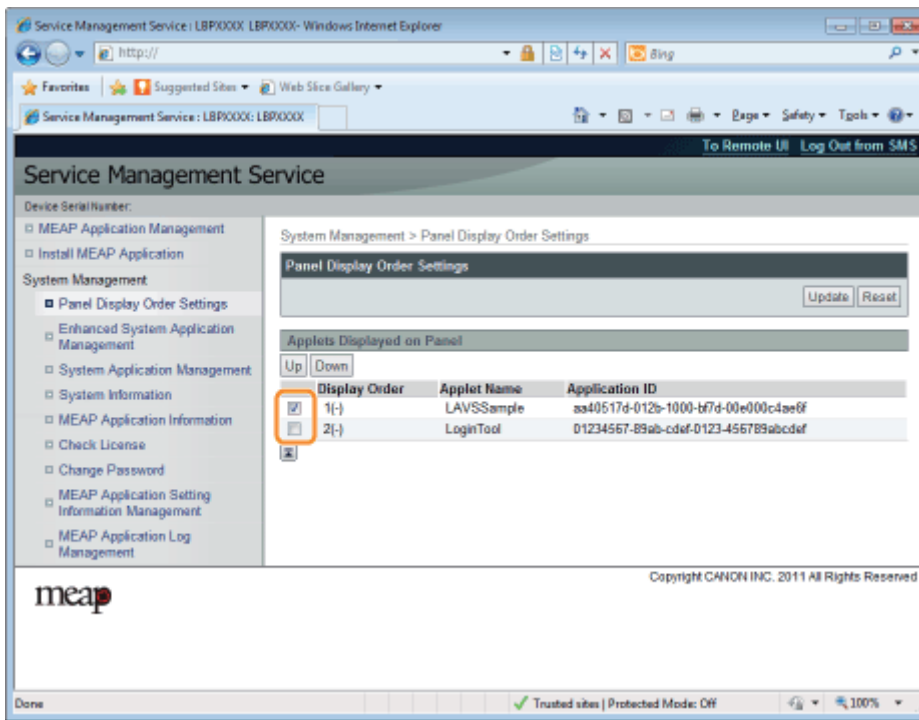 Service Management Service : LBPXXXX: LBPXXXX- Windows Internet Explorer
http://
Bing
Favorites
Suggested Sites
Web Slice Gallery
Service Management Service : LBPXXXX: LBPXXXX
Page
Safety
Tools
To Remote UI
Log Out from SMS
Service Management Service
Device Serial Number:
MEAP Application Management
Install MEAP Application
System Management
Panel Display Order Settings
Enhanced System Application
Management
System Application Management
System Information
MEAP Application Information
Check License
Change Password
MEAP Application Setting
Information Management
MEAP Application Log
Management
System Management > Panel Display Order Settings
Panel Display Order Settings
Update Reset
Applets Displayed on Panel
Up Down
Display Order Applet Name Application ID
1(-) LAVSSample aa40517d-012b-1000-bf7d-00e000c4ae6f
2(-) LoginTool 01234567-89ab-cdef-0123-456789abcdef
Copyright CANON INC. 2011 All Rights Reserved
meap
Done
Trusted sites | Protected Mode: Off
100%